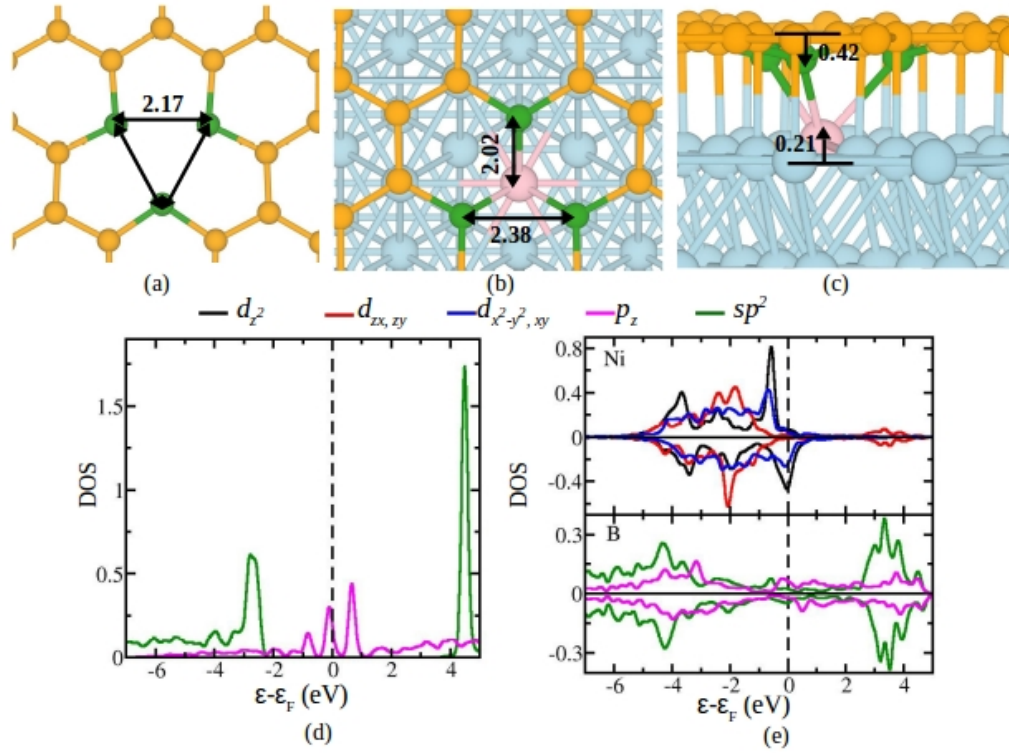 2.17
2.02
2.38
0.42
0.21
(a)
(b)
(c)
d_{z^2}
d_{zx, zy}
d_{x^2-y^2, xy}
p_z
sp^2
DOS
1.5
1
0.5
0
-6 -4 -2 0 2 4
ε-ε_F (eV)
(d)
DOS
Ni
0.8
0.4
0
-0.4
B
0.3
0
-0.3
-6 -4 -2 0 2 4
ε-ε_F (eV)
(e)